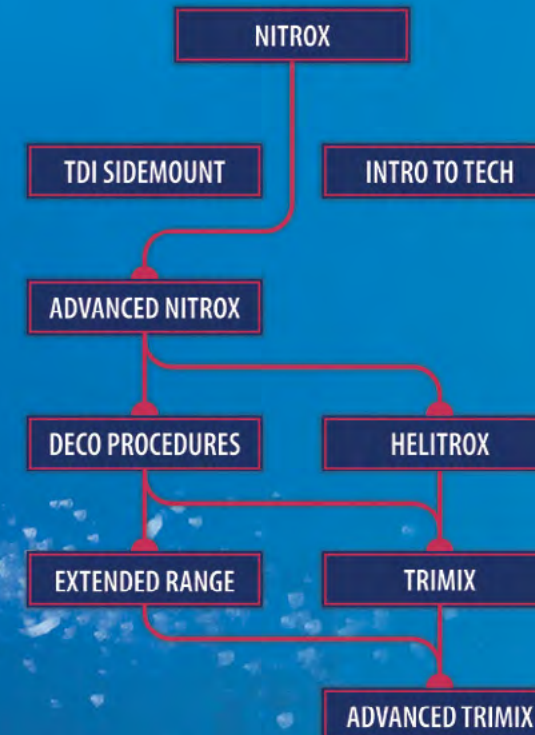 NITROX
TDI SIDEMOUNT
INTRO TO TECH
ADVANCED NITROX
DECO PROCEDURES
HELITROX
EXTENDED RANGE
TRIMIX
ADVANCED TRIMIX